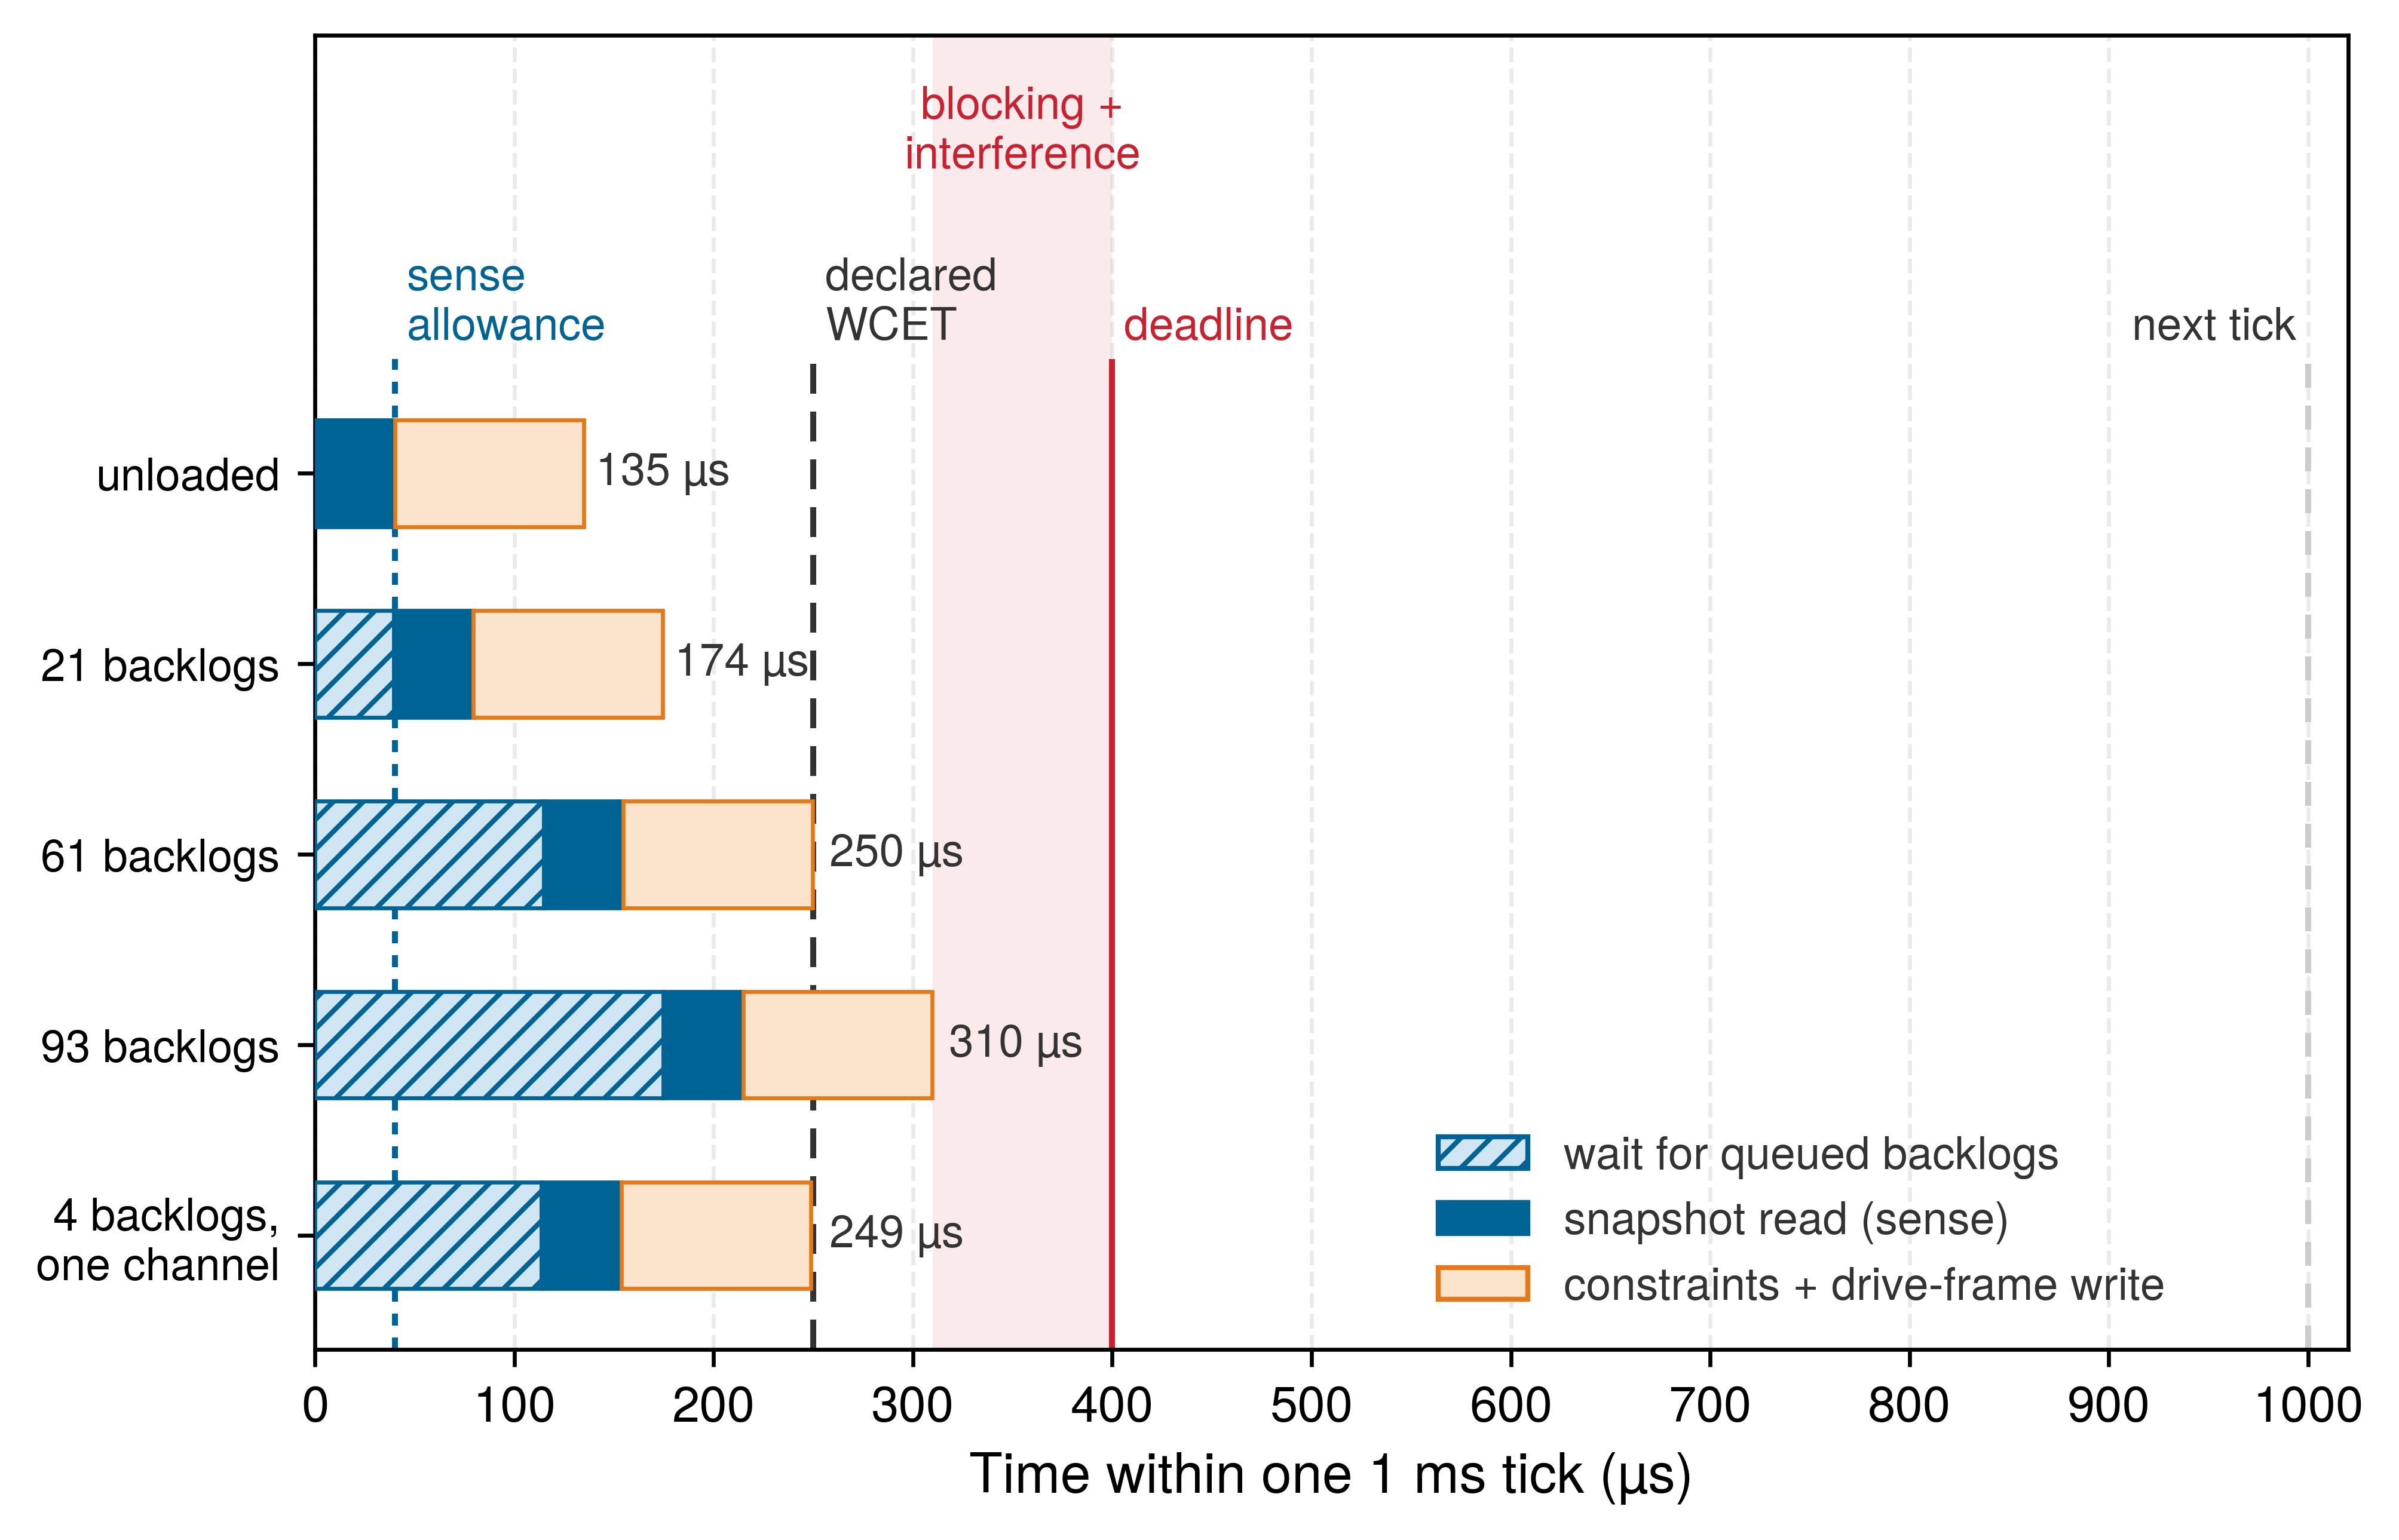 blocking +
interference
sense
allowance
declared
WCET
deadline
next tick
unloaded
135 µs
21 backlogs
174 µs
61 backlogs
250 µs
93 backlogs
310 µs
4 backlogs,
one channel
249 µs
wait for queued backlogs
snapshot read (sense)
constraints + drive-frame write
0 100 200 300 400 500 600 700 800 900 1000
Time within one 1 ms tick (µs)